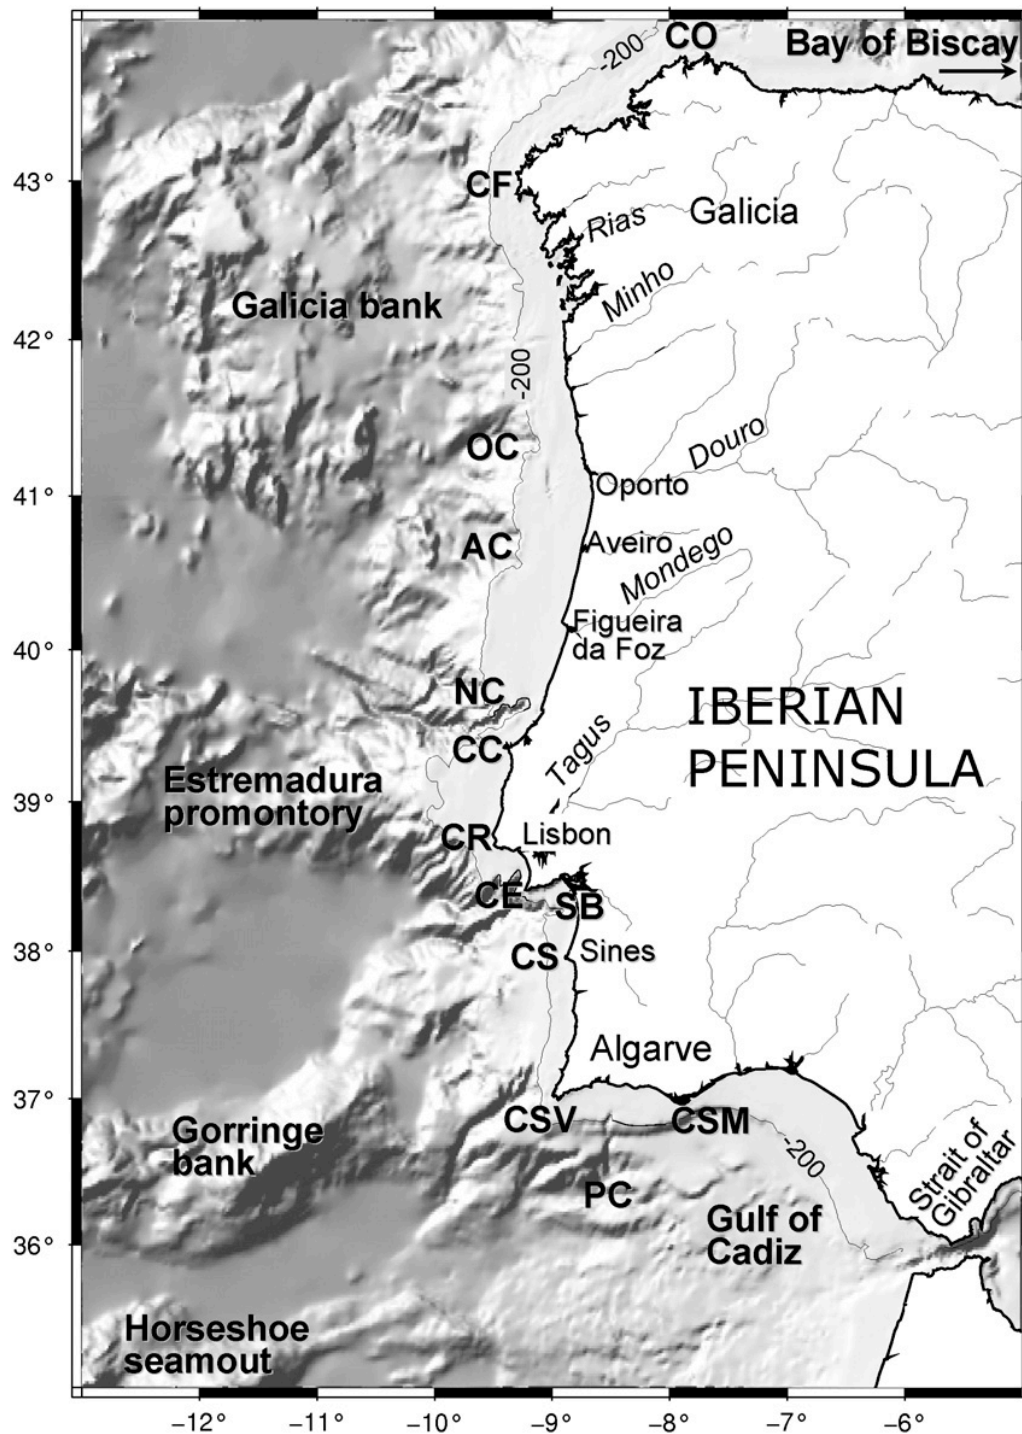 CO
-200
Bay of Biscay
43°
CF
Rias
Galicia
Minho
Galicia bank
42°
-200
OC
Douro
41°
Oporto
AC
Aveiro
Mondego
Figueira
da Foz
40°
NC
IBERIAN
PENINSULA
CC
Tagus
Estremadura
promontory
39°
CR
Lisbon
CE
SB
38°
CS
Sines
Algarve
37°
CSV
CSM
Gorringe
bank
-200
Strait of
Gibraltar
PC
Gulf of
Cadiz
36°
Horseshoe
seamout
-12°
-11°
-10°
-9°
-8°
-7°
-6°